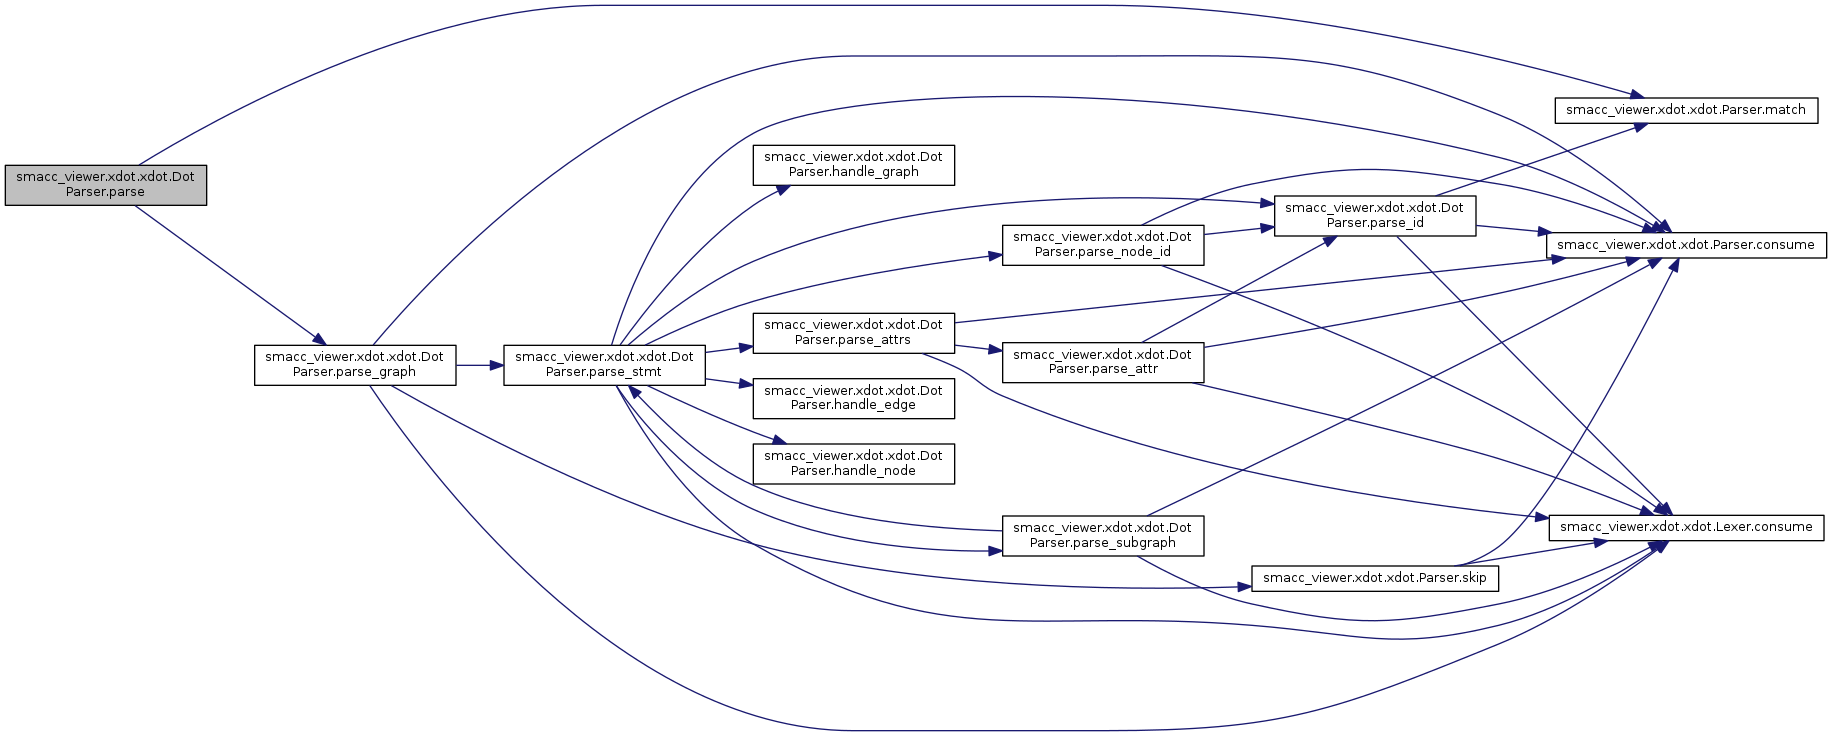 smacc_viewer.xdot.xdot.Dot
Parser.parse
smacc_viewer.xdot.xdot.Dot
Parser.parse_graph
smacc_viewer.xdot.xdot.Dot
Parser.parse_stmt
smacc_viewer.xdot.xdot.Dot
Parser.handle_graph
smacc_viewer.xdot.xdot.Dot
Parser.parse_attrs
smacc_viewer.xdot.xdot.Dot
Parser.handle_edge
smacc_viewer.xdot.xdot.Dot
Parser.handle_node
smacc_viewer.xdot.xdot.Dot
Parser.parse_node_id
smacc_viewer.xdot.xdot.Dot
Parser.parse_attr
smacc_viewer.xdot.xdot.Dot
Parser.parse_subgraph
smacc_viewer.xdot.xdot.Dot
Parser.parse_id
smacc_viewer.xdot.xdot.Parser.skip
smacc_viewer.xdot.xdot.Parser.match
smacc_viewer.xdot.xdot.Parser.consume
smacc_viewer.xdot.xdot.Lexer.consume